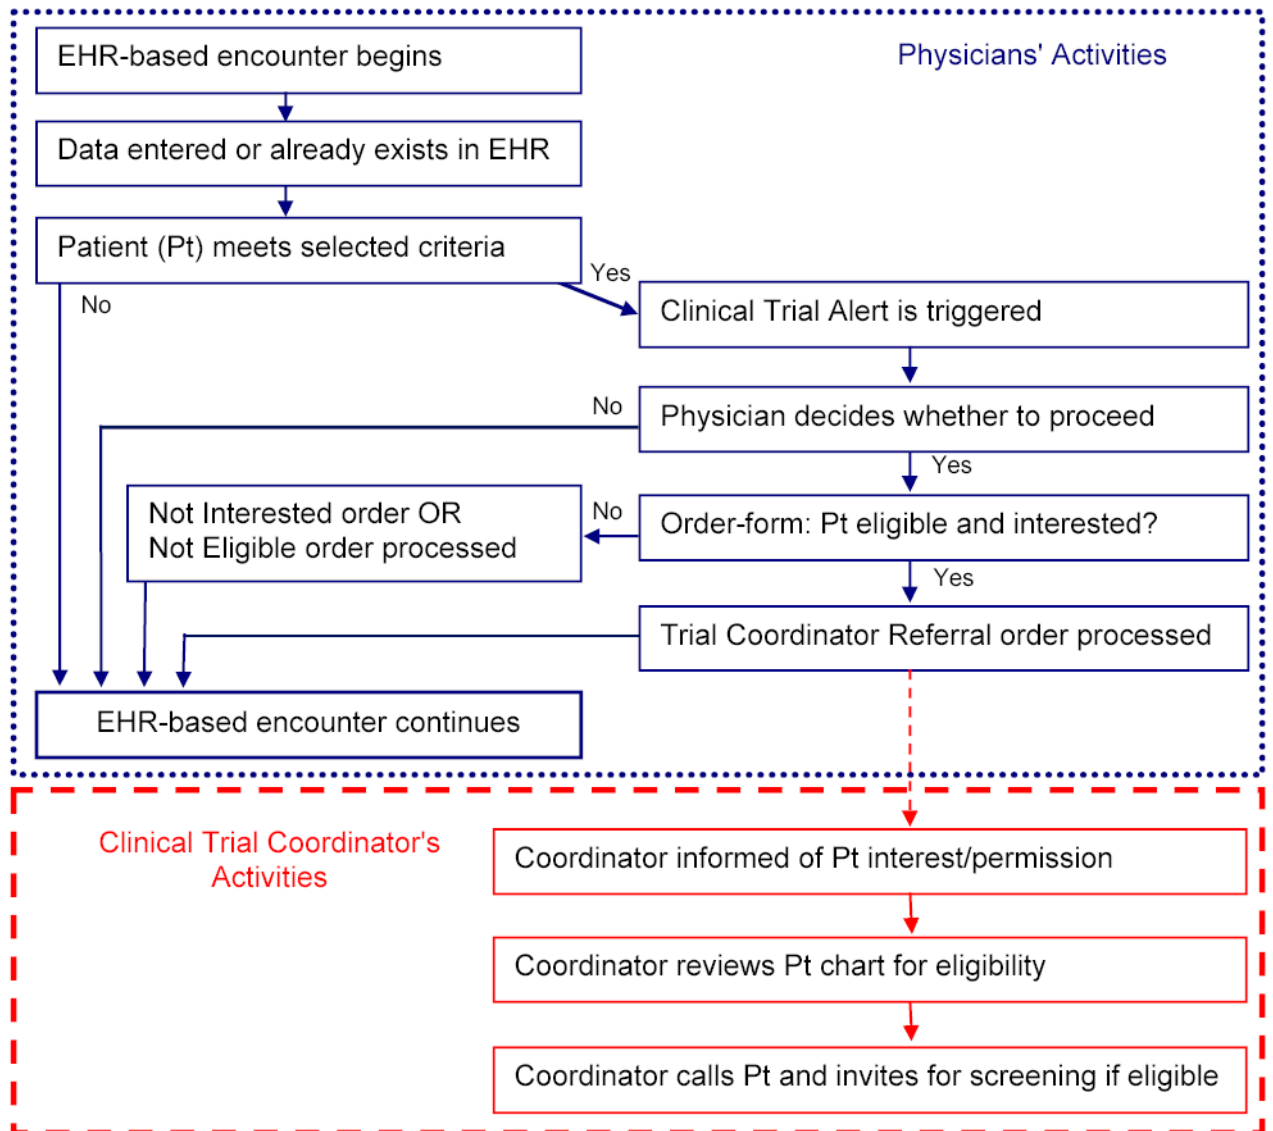 EHR-based encounter begins
Physicians' Activities
Data entered or already exists in EHR
Patient (Pt) meets selected criteria
Yes
No
Clinical Trial Alert is triggered
No
Physician decides whether to proceed
Yes
Not Interested order OR
Not Eligible order processed
No
Order-form: Pt eligible and interested?
Yes
Trial Coordinator Referral order processed
EHR-based encounter continues
Clinical Trial Coordinator's
Activities
Coordinator informed of Pt interest/permission
Coordinator reviews Pt chart for eligibility
Coordinator calls Pt and invites for screening if eligible